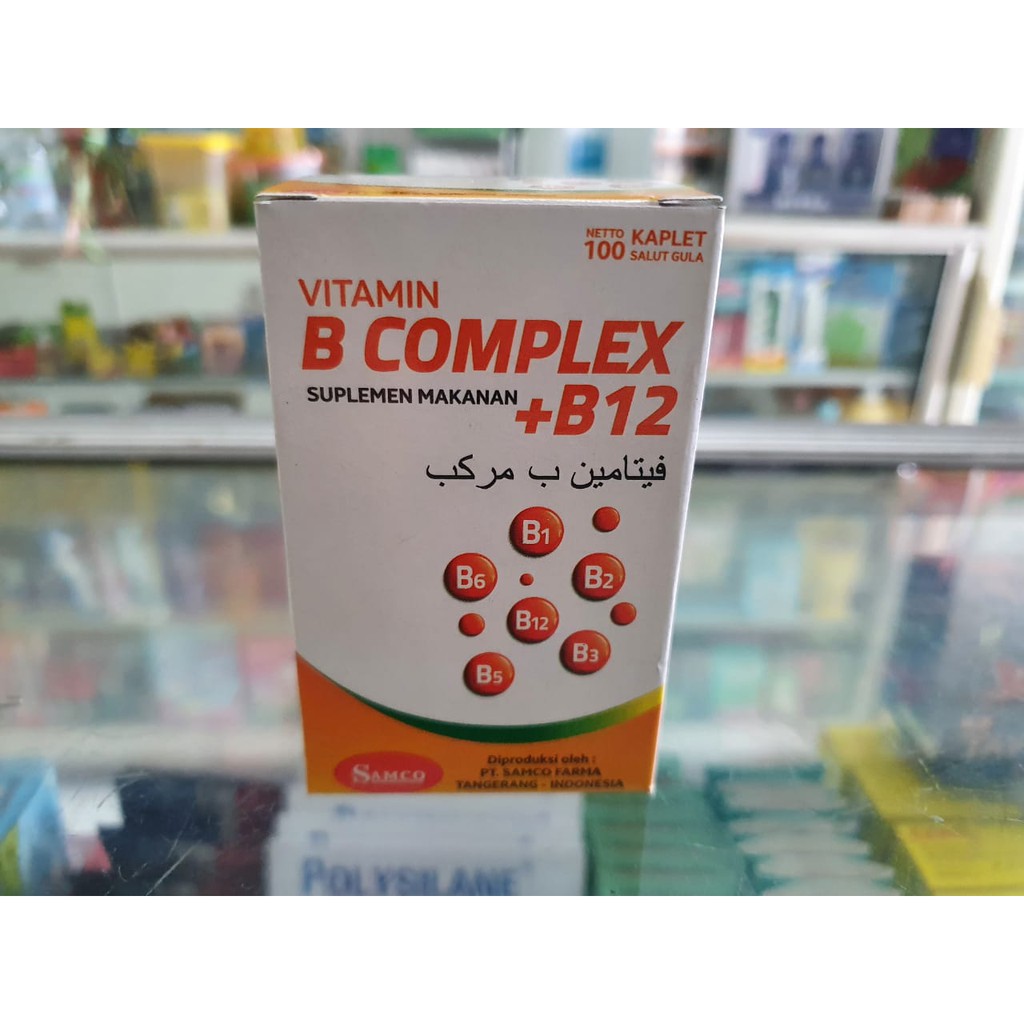 NETTO 100 KAPLET
SALUT GULA
VITAMIN
B COMPLEX
SUPLEMEN MAKANAN +B12
فيتامين ب مركب
B1
B6
B2
B12
B3
B5
SAMCO
Diproduksi oleh :
PT. SAMCO FARMA
TANGERANG - INDONESIA
POLYSILANE